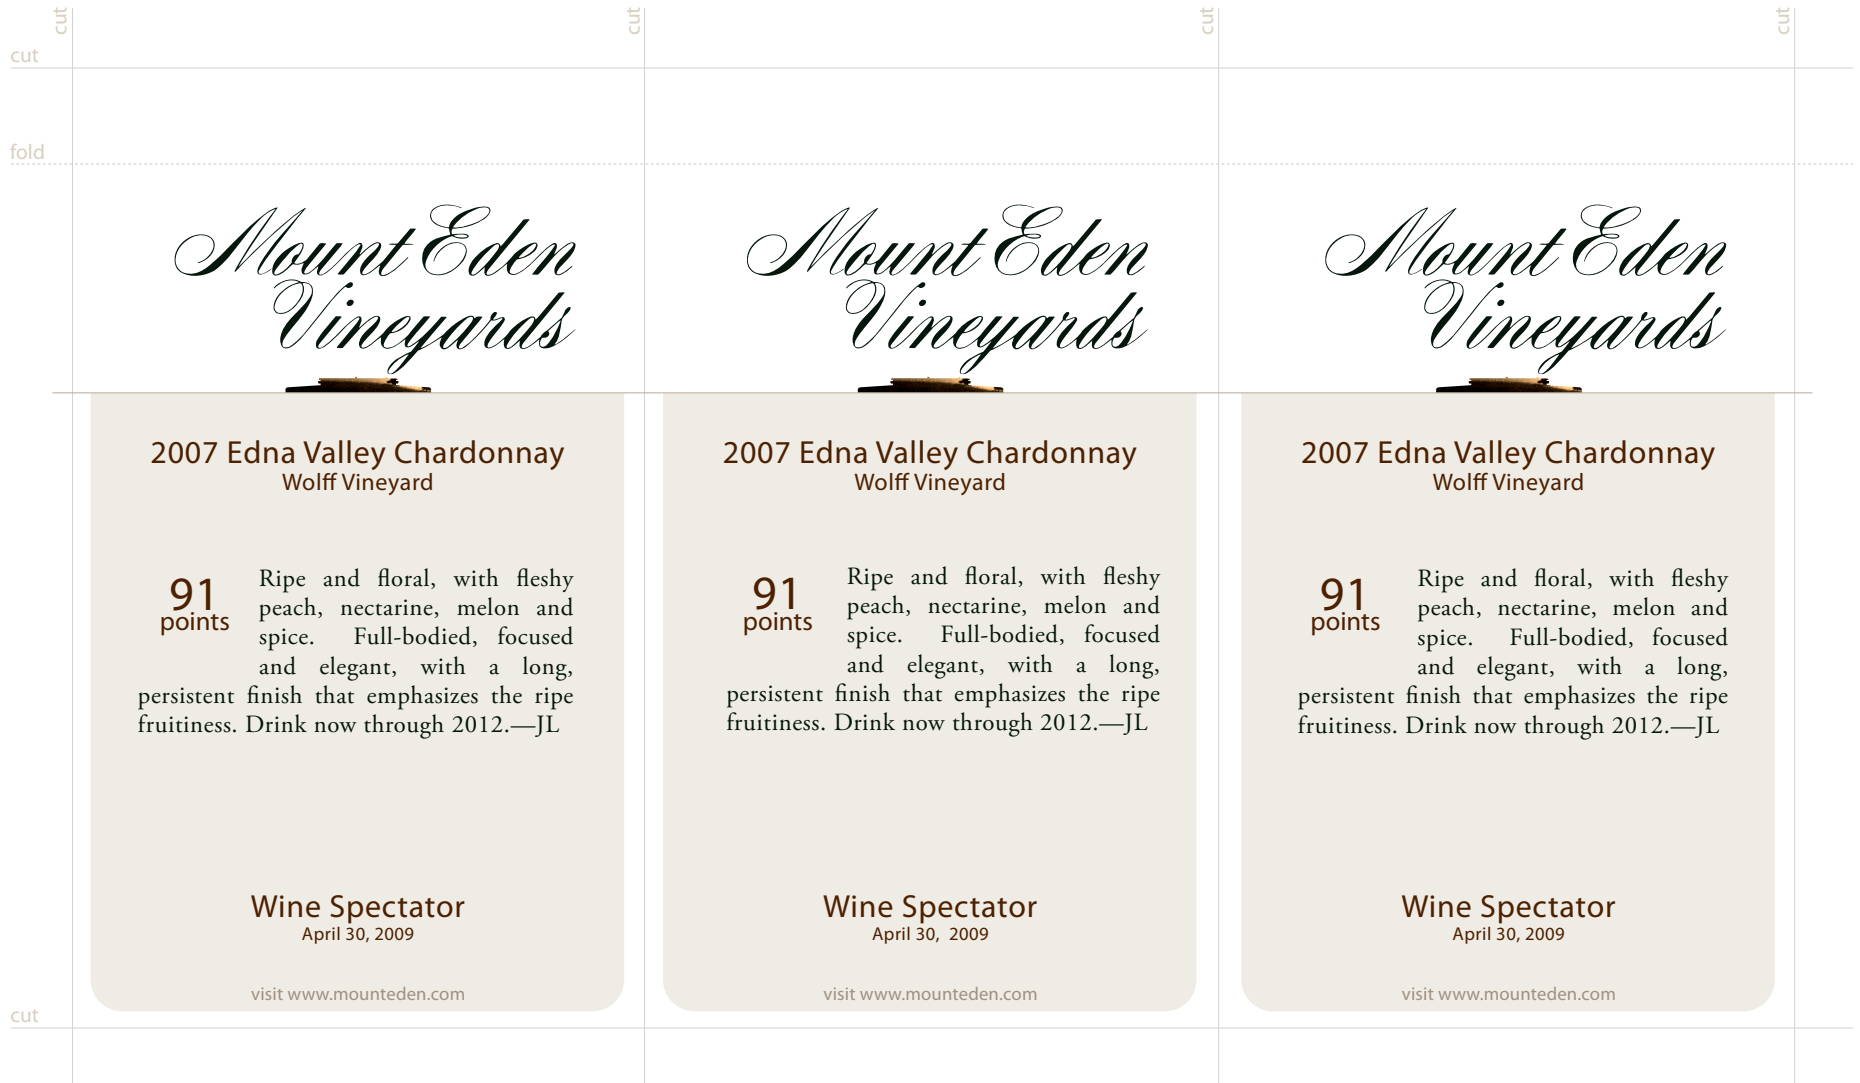 cut
cut
cut
cut
cut
fold
Mount Eden
Vineyards
2007 Edna Valley Chardonnay
Wolff Vineyard
91
points
Ripe and floral, with fleshy
peach, nectarine, melon and
spice. Full-bodied, focused
and elegant, with a long,
persistent finish that emphasizes the ripe
fruitiness. Drink now through 2012.—JL
Wine Spectator
April 30, 2009
visit www.mounteden.com
Mount Eden
Vineyards
2007 Edna Valley Chardonnay
Wolff Vineyard
91
points
Ripe and floral, with fleshy
peach, nectarine, melon and
spice. Full-bodied, focused
and elegant, with a long,
persistent finish that emphasizes the ripe
fruitiness. Drink now through 2012.—JL
Wine Spectator
April 30, 2009
visit www.mounteden.com
Mount Eden
Vineyards
2007 Edna Valley Chardonnay
Wolff Vineyard
91
points
Ripe and floral, with fleshy
peach, nectarine, melon and
spice. Full-bodied, focused
and elegant, with a long,
persistent finish that emphasizes the ripe
fruitiness. Drink now through 2012.—JL
Wine Spectator
April 30, 2009
visit www.mounteden.com
cut